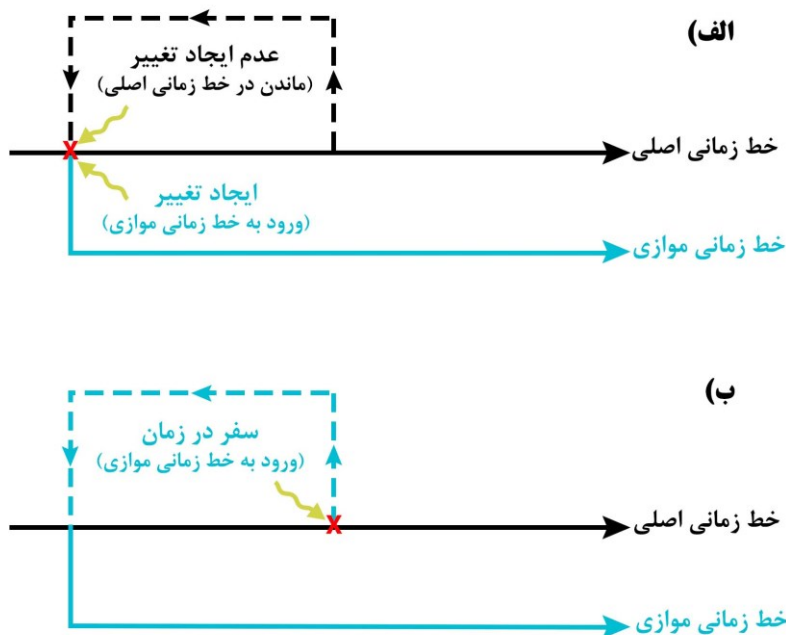 الف)
عدم ایجاد تغییر
(ماندن در خط زمانی اصلی)
X
خط زمانی اصلی
ایجاد تغییر
(ورود به خط زمانی موازی)
خط زمانی موازی
ب)
سفر در زمان
(ورود به خط زمانی موازی)
X
خط زمانی اصلی
خط زمانی موازی